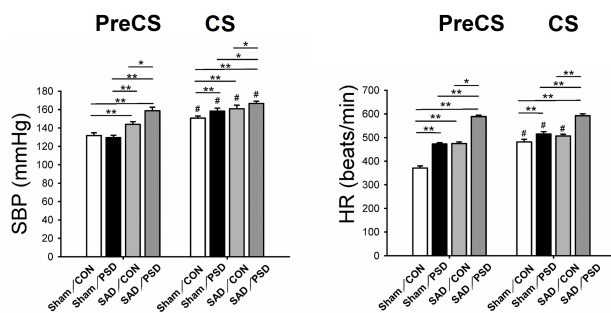 PreCS CS
*
**
**
**
**
*
*
**
**
**
# # # #
180
160
140
120
100
80
60
40
20
0
SBP (mmHg)
Sham/CON
Sham/PSD
SAD/CON
SAD/PSD
Sham/CON
Sham/PSD
SAD/CON
SAD/PSD
PreCS CS
*
**
**
**
**
**
**
**
**
# # #
700
600
500
400
300
200
100
0
HR (beats/min)
Sham/CON
Sham/PSD
SAD/CON
SAD/PSD
Sham/CON
Sham/PSD
SAD/CON
SAD/PSD